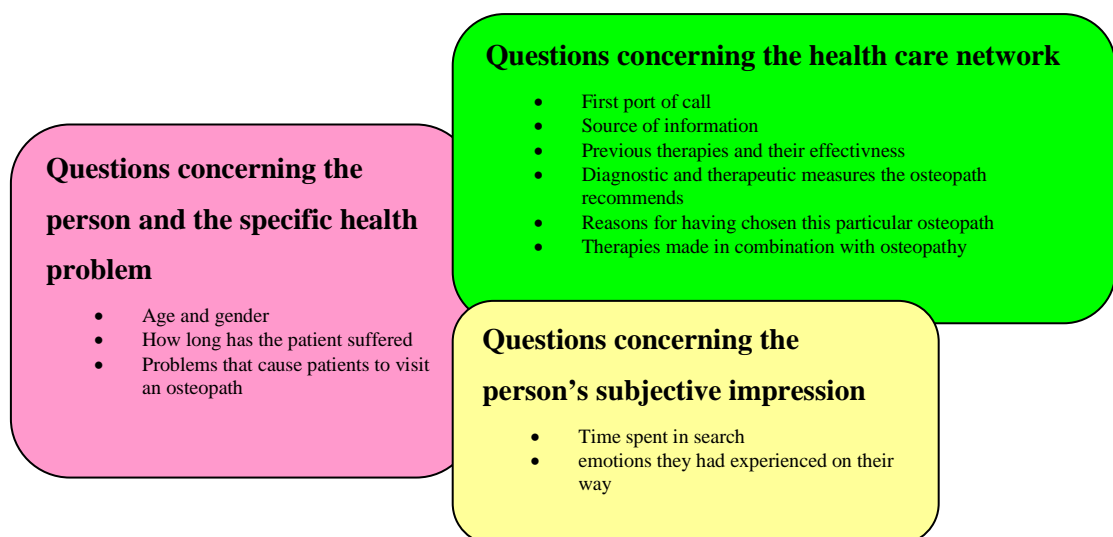 Questions concerning the health care network
• First port of call
• Source of information
• Previous therapies and their effectivness
• Diagnostic and therapeutic measures the osteopath
recommends
• Reasons for having chosen this particular osteopath
• Therapies made in combination with osteopathy
Questions concerning the
person and the specific health
problem
• Age and gender
• How long has the patient suffered
• Problems that cause patients to visit
an osteopath
Questions concerning the
person’s subjective impression
• Time spent in search
• emotions they had experienced on their
way